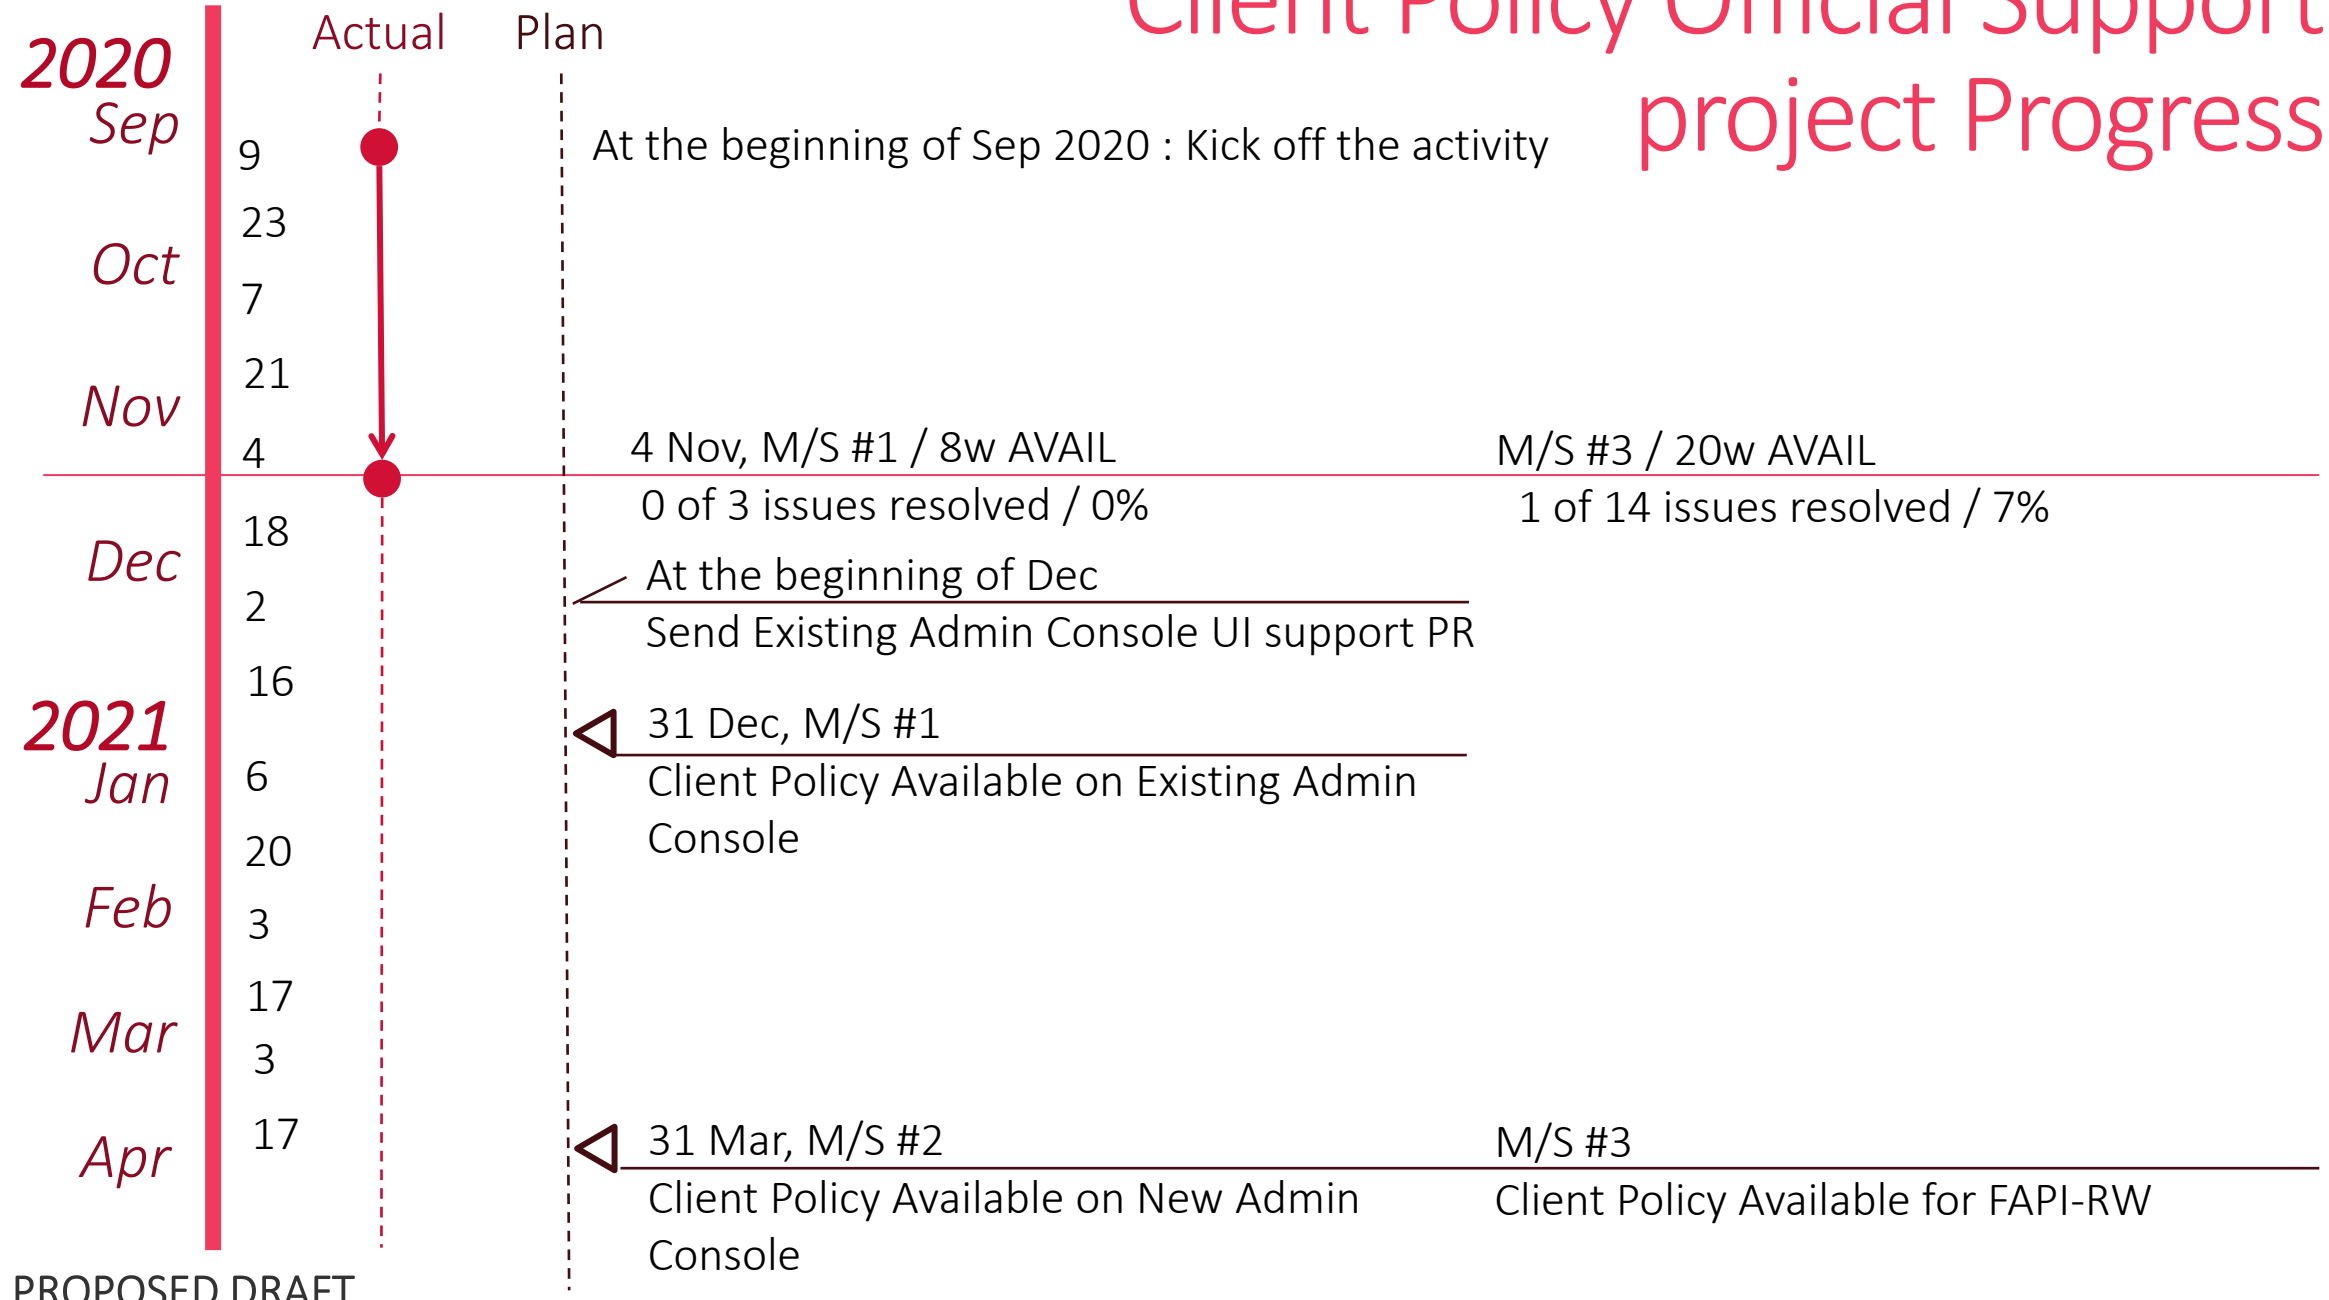 Client Policy Official Support
project Progress
Actual
Plan
2020
Sep
9
At the beginning of Sep 2020 : Kick off the activity
23
Oct
7
21
Nov
4
4 Nov, M/S #1 / 8w AVAIL
M/S #3 / 20w AVAIL
0 of 3 issues resolved / 0%
1 of 14 issues resolved / 7%
18
Dec
At the beginning of Dec
2
Send Existing Admin Console UI support PR
16
2021
31 Dec, M/S #1
Jan
6
Client Policy Available on Existing Admin
Console
20
Feb
3
17
Mar
3
17
Apr
31 Mar, M/S #2
M/S #3
Client Policy Available on New Admin
Console
Client Policy Available for FAPI-RW
PROPOSED DRAFT